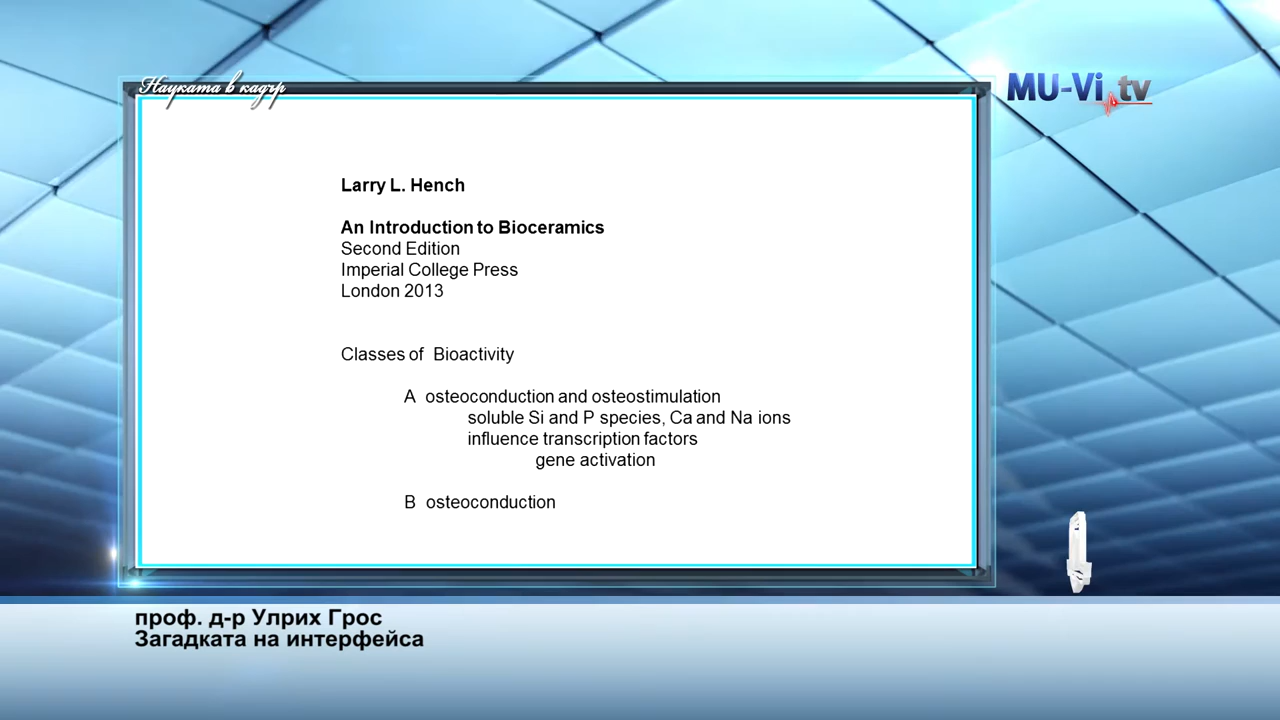 Науката в кадър
MU-Vi.tv
Larry L. Hench
An Introduction to Bioceramics
Second Edition
Imperial College Press
London 2013
Classes of Bioactivity
A osteoconduction and osteostimulation
soluble Si and P species, Ca and Na ions
influence transcription factors
gene activation
B osteoconduction
проф. д-р Улрих Грос
Загадката на интерфейса